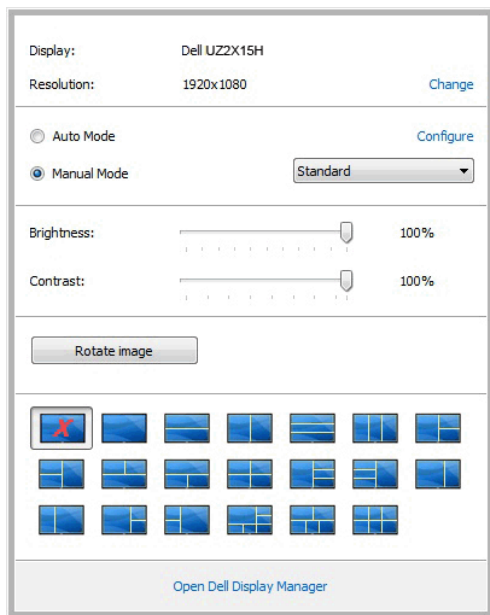 Display: Dell UZ2X15H
Resolution: 1920x1080 Change
Auto Mode Configure
Manual Mode Standard
Brightness: 100%
Contrast: 100%
Rotate image
X
Open Dell Display Manager